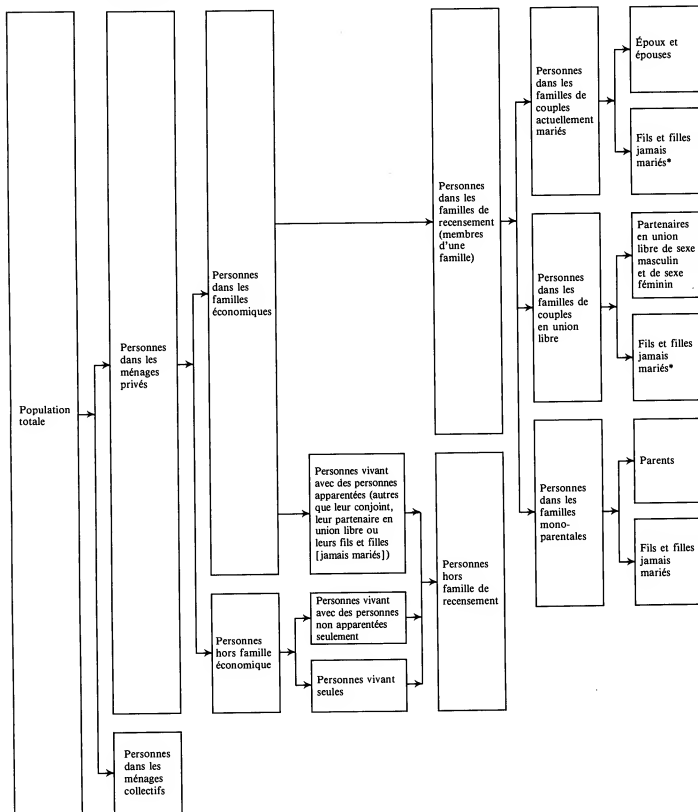 Population
totale
Personnes
dans les
ménages
privés
Personnes
dans les
ménages
collectifs
Personnes
dans les
familles
économiques
Personnes
hors famille
économique
Personnes vivant
avec des personnes
apparentées (autres
que leur conjoint,
leur partenaire en
union libre ou
leurs fils et filles
[jamais mariés])
Personnes vivant
avec des personnes
non apparentées
seulement
Personnes vivant
seules
Personnes
dans les
familles de
recensement
(membres
d'une
famille)
Personnes
hors
famille de
recensement
Personnes
dans les
familles de
couples
actuellement
mariés
Personnes
dans les
familles de
couples
en union
libre
Personnes
dans les
familles
mono-
parentales
Époux et
épouses
Fils et filles
jamais
mariés*
Partenaires
en union
libre de sexe
masculin
et de sexe
féminin
Fils et filles
jamais
mariés*
Parents
Fils et filles
jamais
mariés